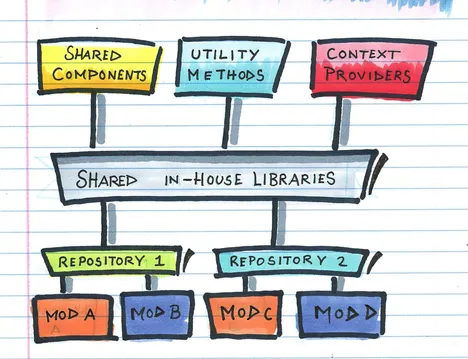 SHARED
COMPONENTS
UTILITY
METHODS
CONTEXT
PROVIDERS
SHARED IN-HOUSE LIBRARIES
REPOSITORY 1
REPOSITORY 2
MOD A
MOD B
MOD C
MOD D